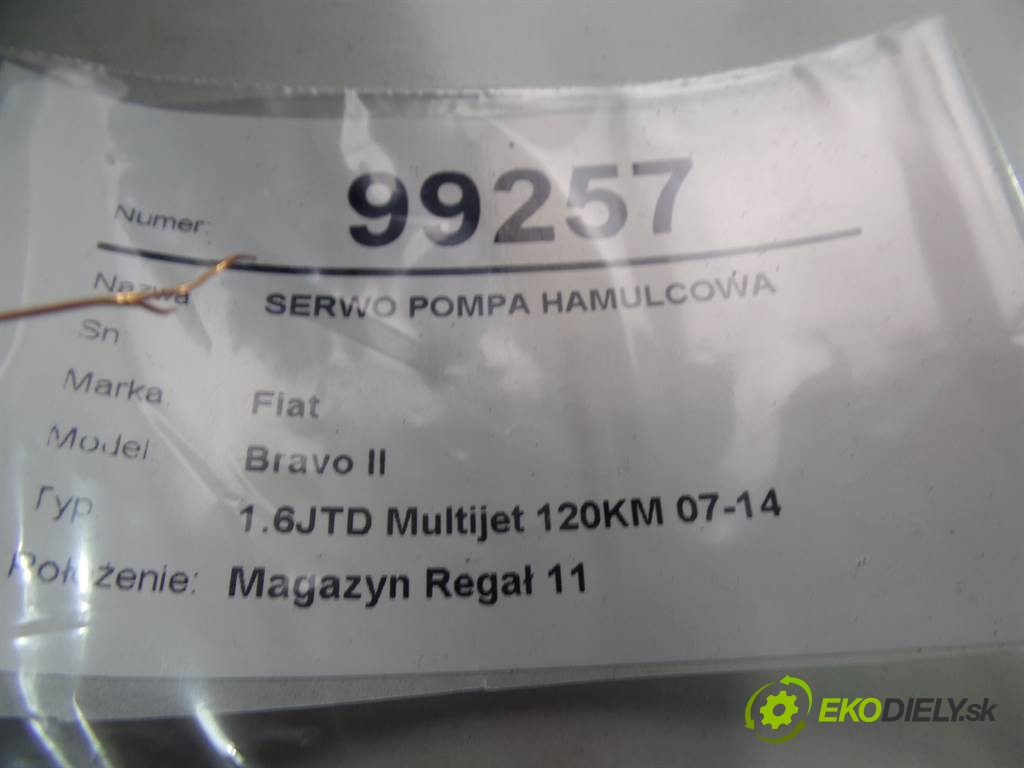 Numer: 99257
Nazwa SERWO POMPA HAMULCOWA
Sn
Marka: Fiat
Model: Bravo II
Typ 1.6JTD Multijet 120KM 07-14
Położenie: Magazyn Regał 11
EKODIELY.sk